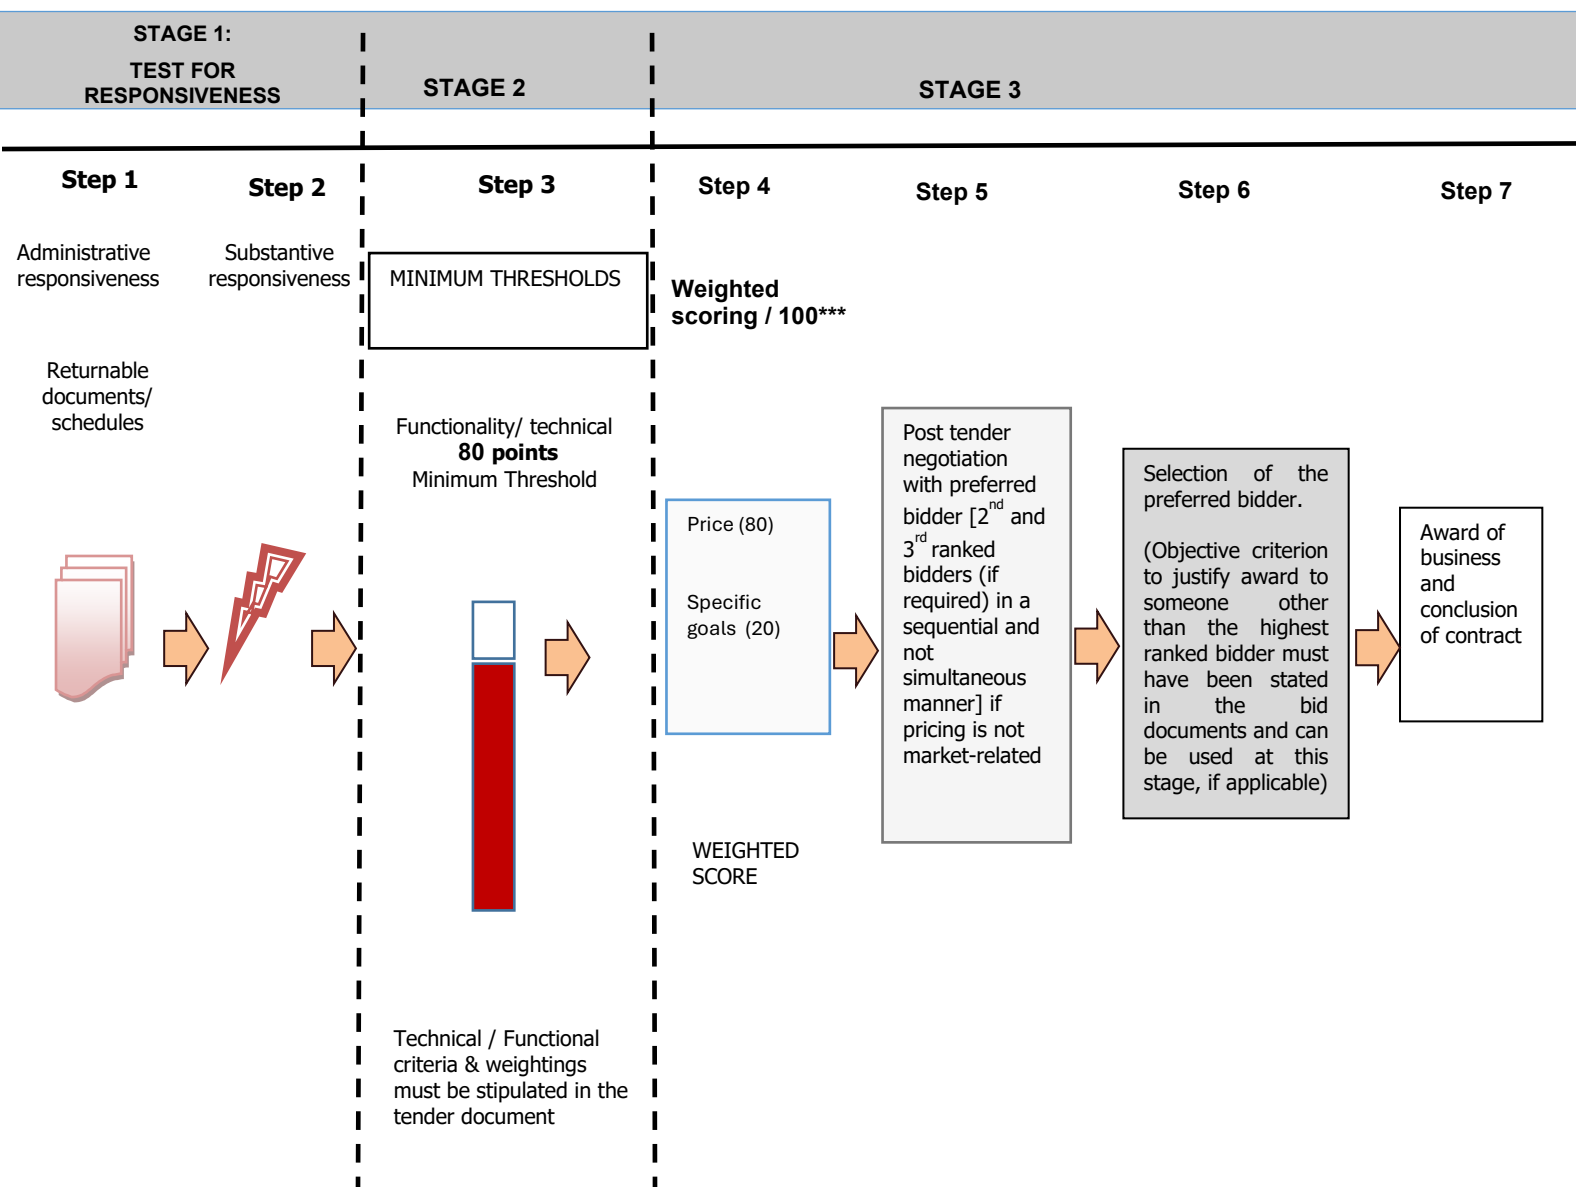 STAGE 1:
TEST FOR
RESPONSIVENESS
STAGE 2
STAGE 3
Step 1
Step 2
Step 3
Step 4
Step 5
Step 6
Step 7
Administrative
responsiveness
Substantive
responsiveness
MINIMUM THRESHOLDS
Weighted
scoring / 100***
Returnable
documents/
schedules
Functionality/ technical
80 points
Minimum Threshold
Price (80)
Specific
goals (20)
Post tender
negotiation
with preferred
bidder [2nd and
3rd ranked
bidders (if
required) in a
sequential and
not
simultaneous
manner] if
pricing is not
market-related
Selection of the
preferred bidder.
(Objective criterion
to justify award to
someone other
than the highest
ranked bidder must
have been stated
in the bid
documents and can
be used at this
stage, if applicable)
Award of
business
and
conclusion
of contract
WEIGHTED
SCORE
Technical / Functional
criteria & weightings
must be stipulated in the
tender document